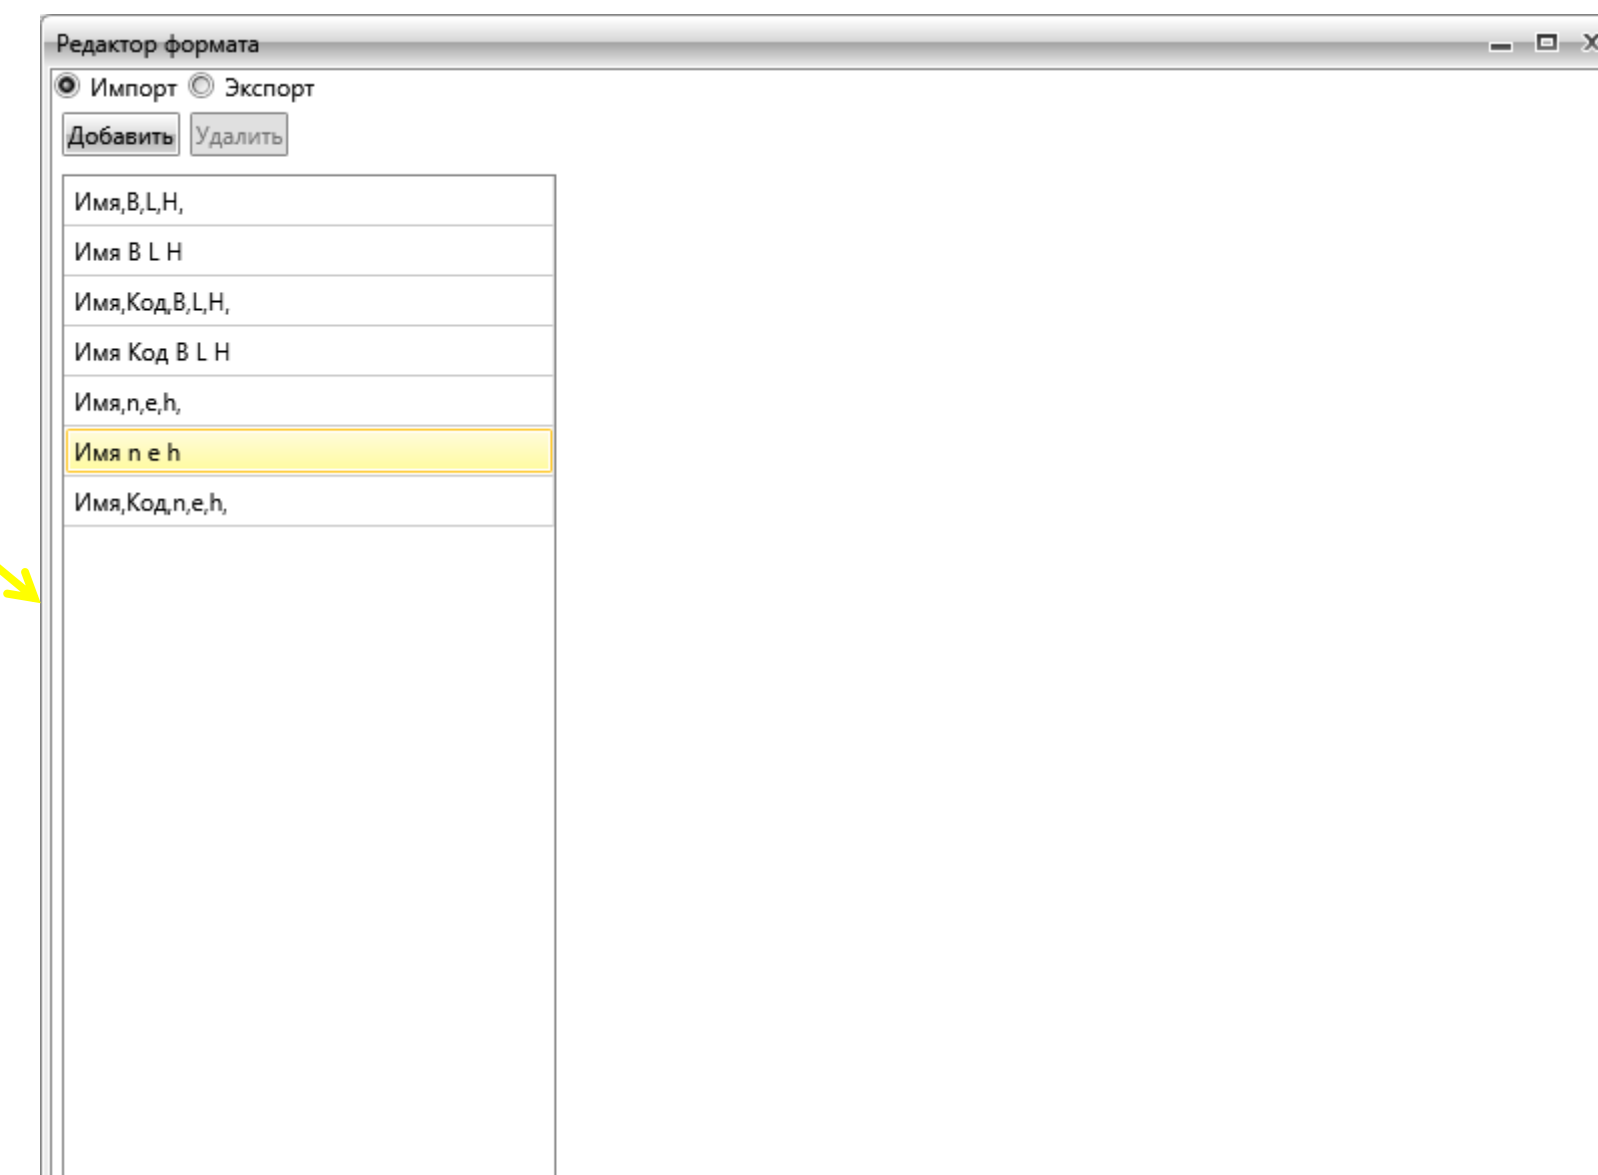 Редактор формата
Импорт Экспорт
Добавить Удалить
Имя,B,L,H,
Имя B L H
Имя,Код,B,L,H,
Имя Код B L H
Имя,n,e,h,
Имя n e h
Имя,Код,n,e,h,